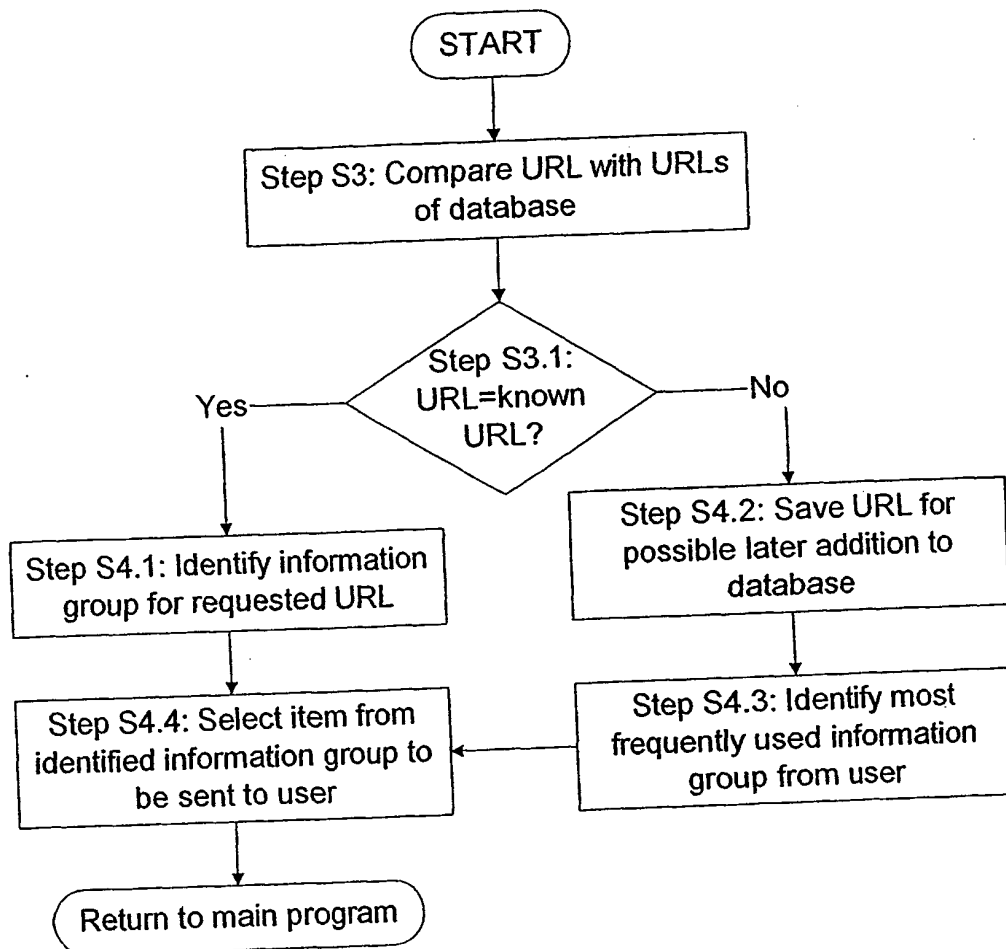 START
Step S3: Compare URL with URLs
of database
Step S3.1:
URL=known
URL?
Yes
No
Step S4.1: Identify information
group for requested URL
Step S4.2: Save URL for
possible later addition to
database
Step S4.4: Select item from
identified information group to
be sent to user
Step S4.3: Identify most
frequently used information
group from user
Return to main program